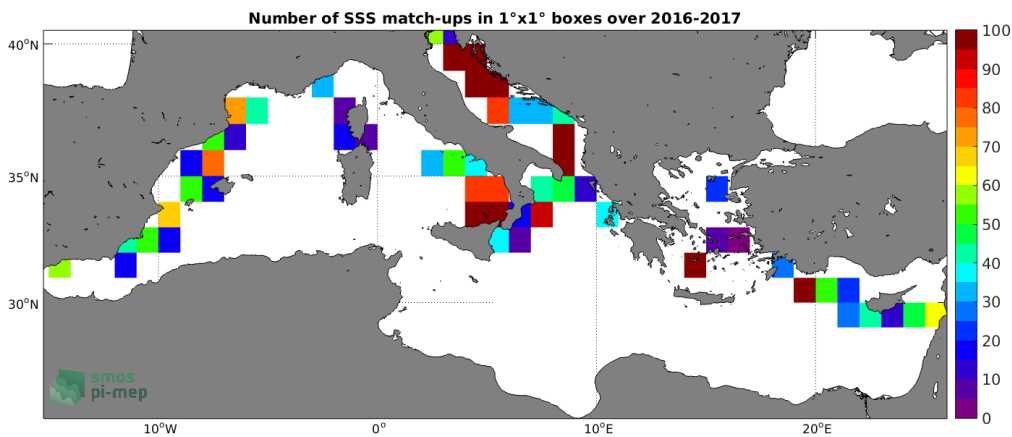 Number of SSS match-ups in 1°x1° boxes over 2016-2017
40°N
35°N
30°N
10°W
0°
10°E
20°E
100
90
80
70
60
50
40
30
20
10
0
smos
pi-mep